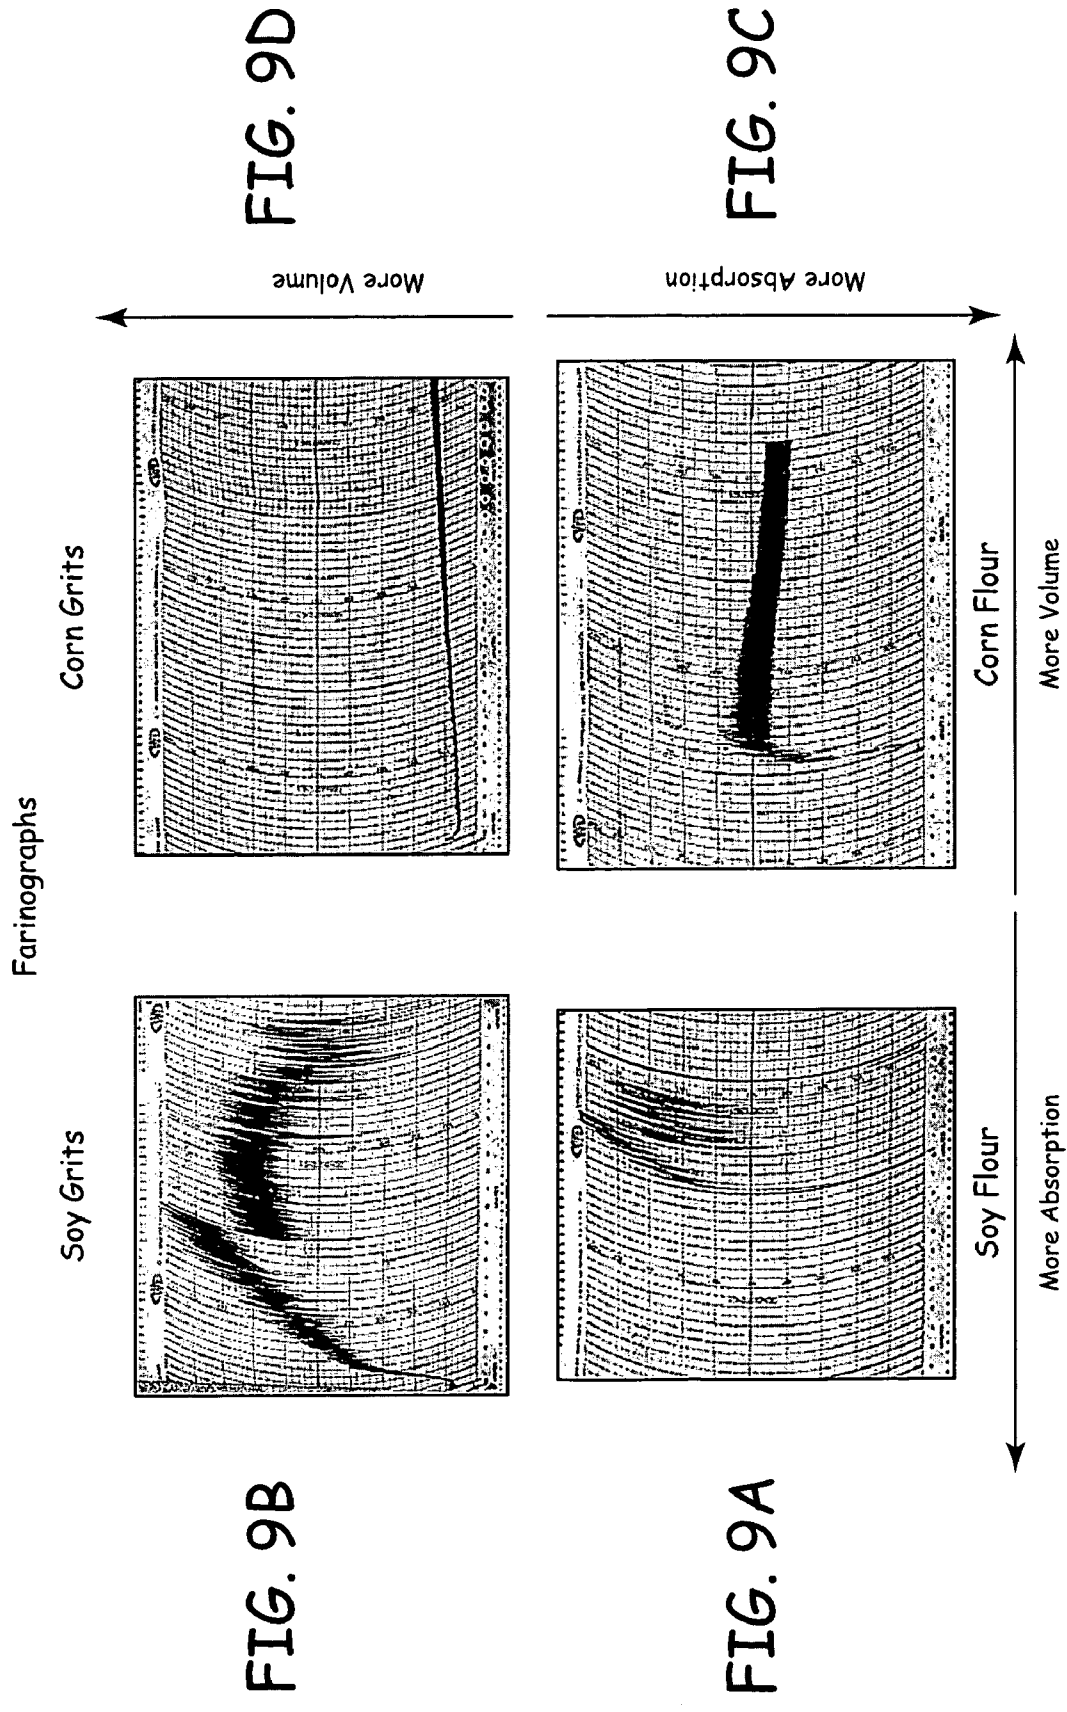 Farinographs
Soy Grits
Corn Grits
FIG. 9B
FIG. 9D
More Volume
More Absorption
FIG. 9A
FIG. 9C
Soy Flour
Corn Flour
More Absorption
More Volume